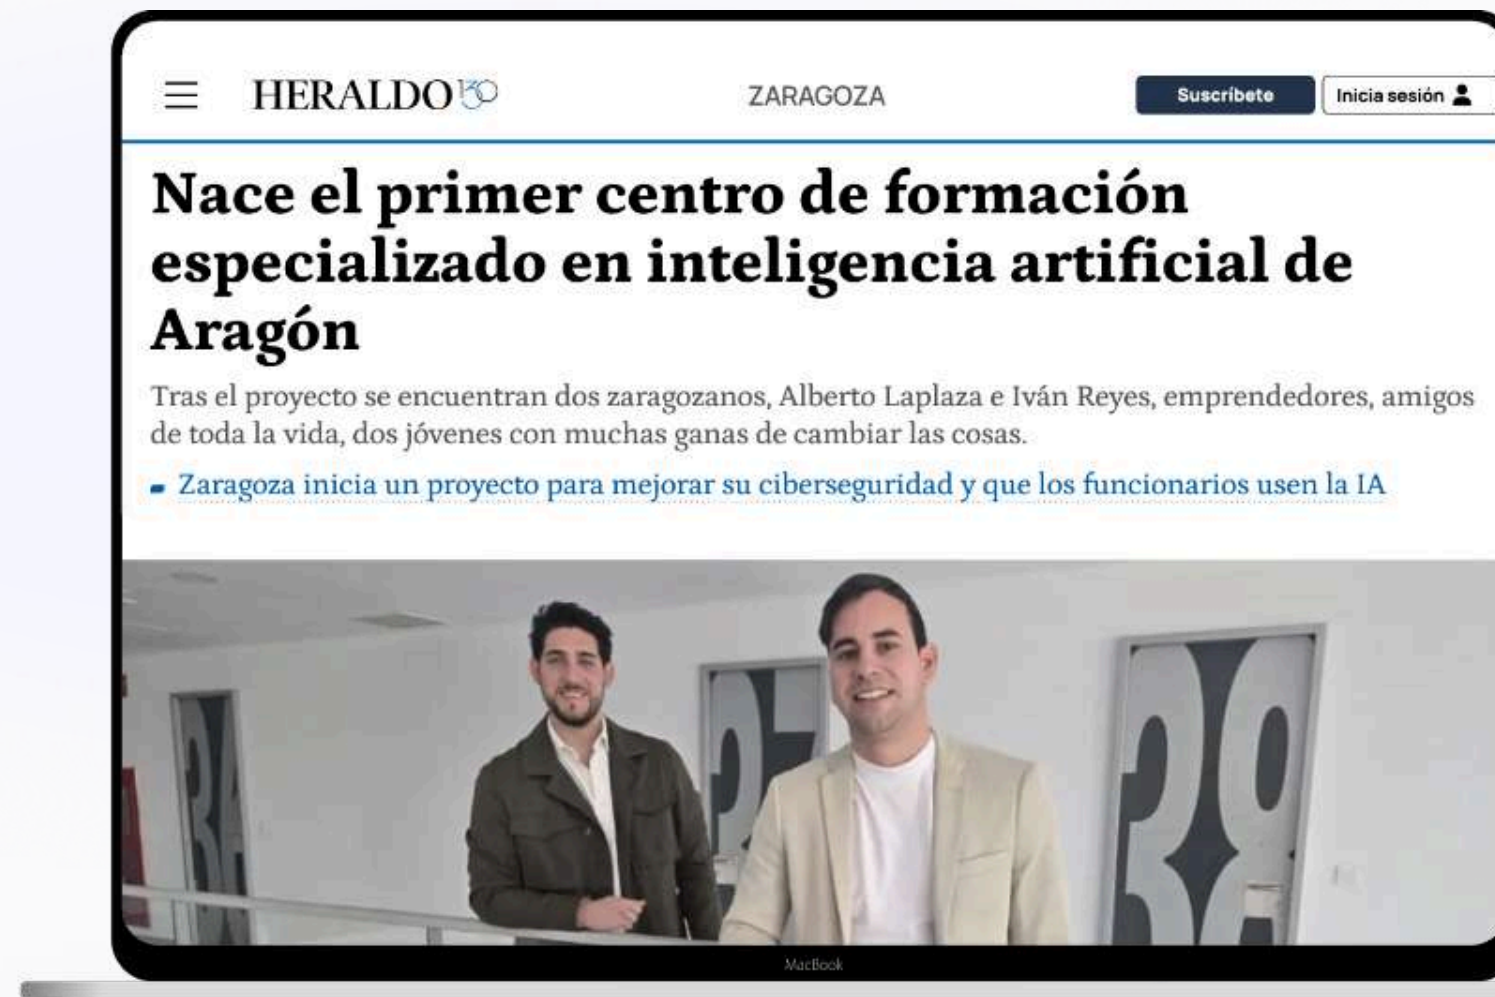 HERALDO 130
ZARAGOZA
Suscríbete
Inicia sesión
Nace el primer centro de formación
especializado en inteligencia artificial de
Aragón
Tras el proyecto se encuentran dos zaragozanos, Alberto Laplaza e Iván Reyes, emprendedores, amigos
de toda la vida, dos jóvenes con muchas ganas de cambiar las cosas.
Zaragoza inicia un proyecto para mejorar su ciberseguridad y que los funcionarios usen la IA
MacBook